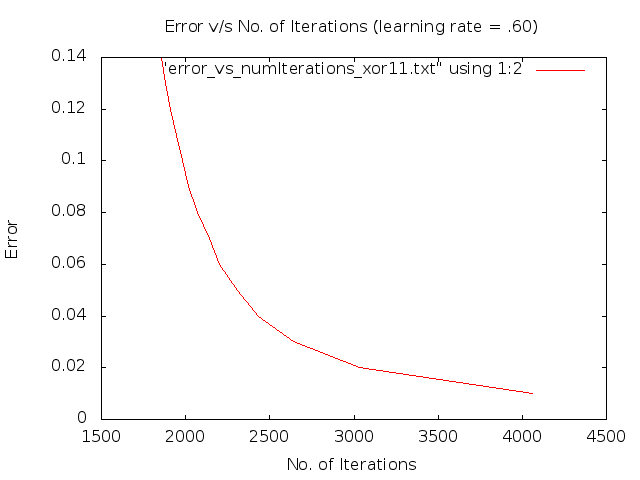 Error v/s No. of Iterations (learning rate = .60)
"error_vs_numIterations_xor11.txt" using 1:2
0.14
0.12
0.1
0.08
0.06
0.04
0.02
0
Error
1500 2000 2500 3000 3500 4000 4500
No. of Iterations